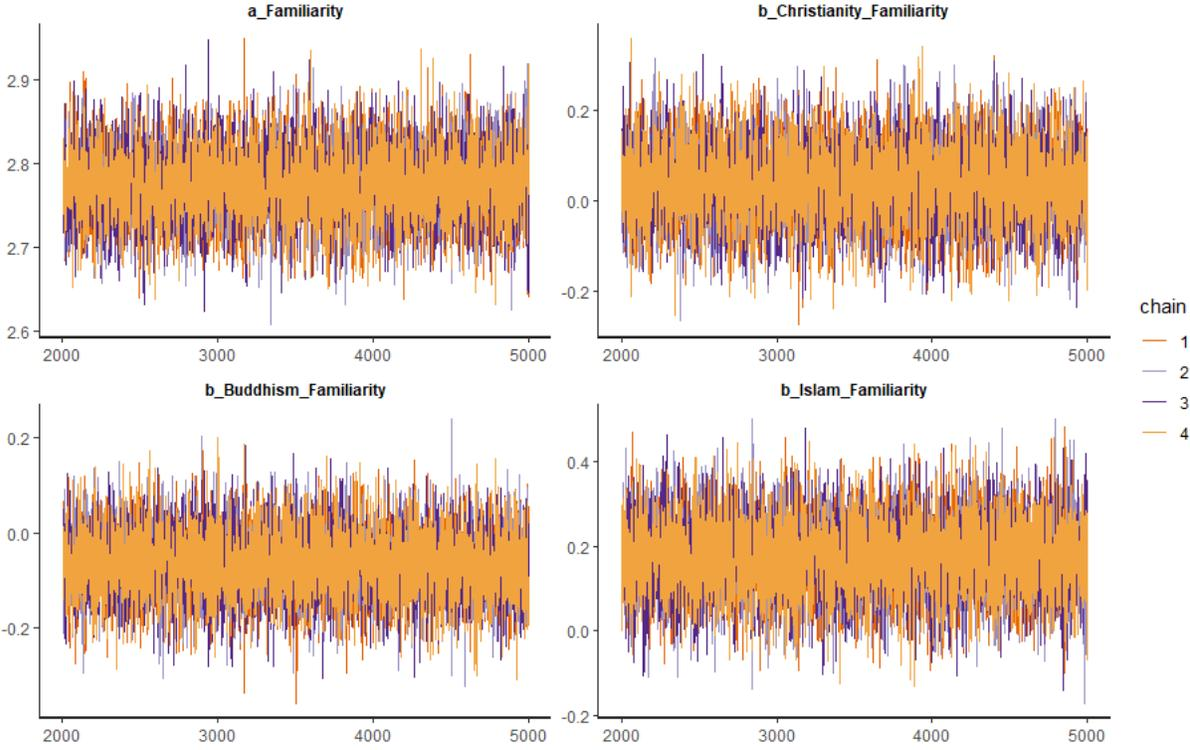 a_Familiarity
b_Christianity_Familiarity
2.9
2.8
2.7
2.6
2000 3000 4000 5000
0.2
0.0
-0.2
2000 3000 4000 5000
b_Buddhism_Familiarity
b_Islam_Familiarity
0.2
0.0
-0.2
2000 3000 4000 5000
0.4
0.2
0.0
-0.2
2000 3000 4000 5000
chain
1
2
3
4